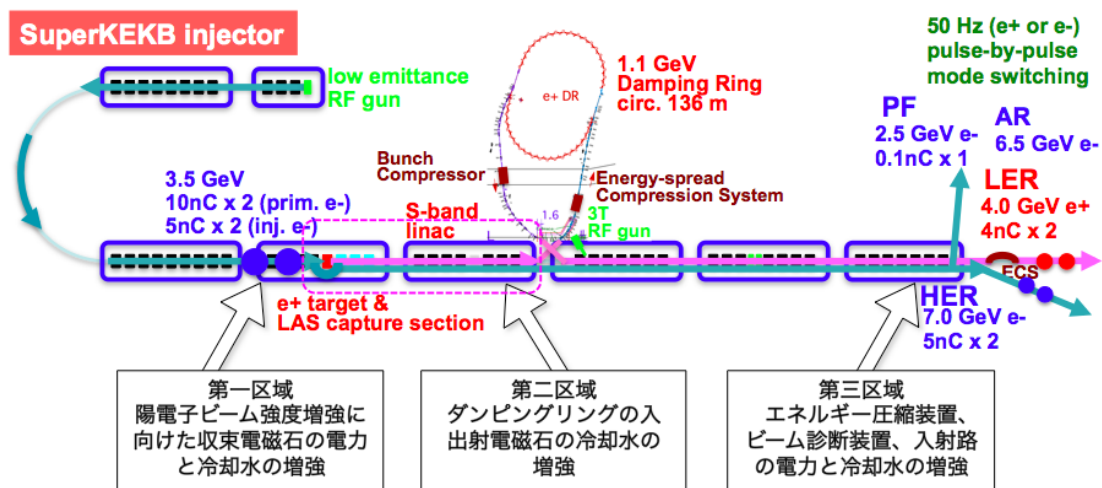 SuperKEKB injector
low emittance
RF gun
e+ DR
1.1 GeV
Damping Ring
circ. 136 m
50 Hz (e+ or e-)
pulse-by-pulse
mode switching
PF
2.5 GeV e-
0.1nC x 1
AR
6.5 GeV e-
LER
4.0 GeV e+
4nC x 2
Bunch
Compressor
Energy-spread
Compression System
3.5 GeV
10nC x 2 (prim. e-)
5nC x 2 (inj. e-)
S-band
linac
1.6
3T
RF gun
e+ target &
LAS capture section
ECS
HER
7.0 GeV e-
5nC x 2
第一区域
陽電子ビーム強度増強に
向けた収束電磁石の電力
と冷却水の増強
第二区域
ダンピングリングの入
出射電磁石の冷却水の
増強
第三区域
エネルギー圧縮装置、
ビーム診断装置、入射路
の電力と冷却水の増強